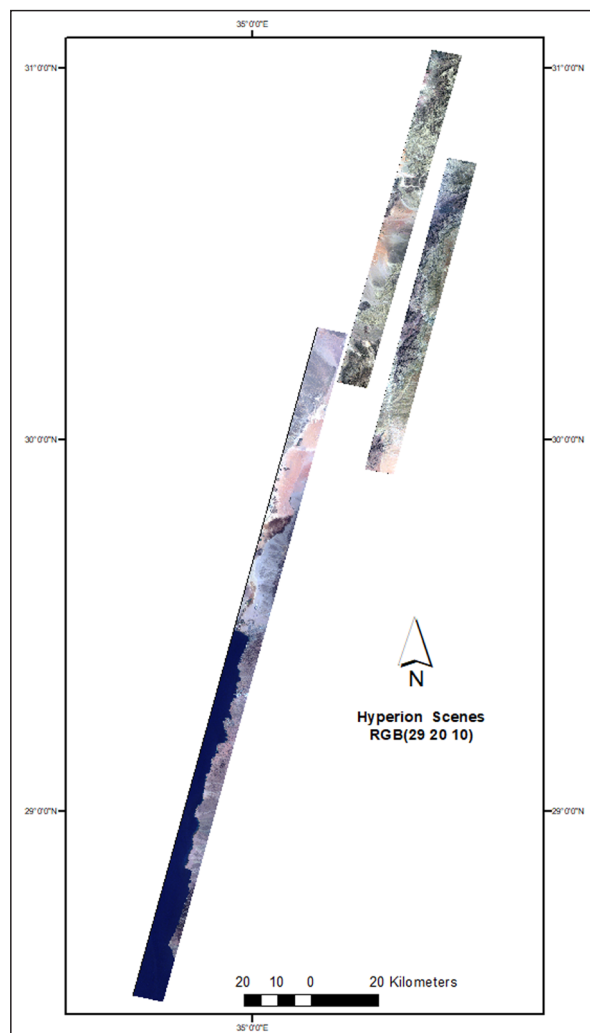 35°0'0"E
31°0'0"N 31°0'0"N
30°0'0"N 30°0'0"N
N
Hyperion Scenes
RGB(29 20 10)
29°0'0"N 29°0'0"N
20 10 0 20 Kilometers
35°0'0"E